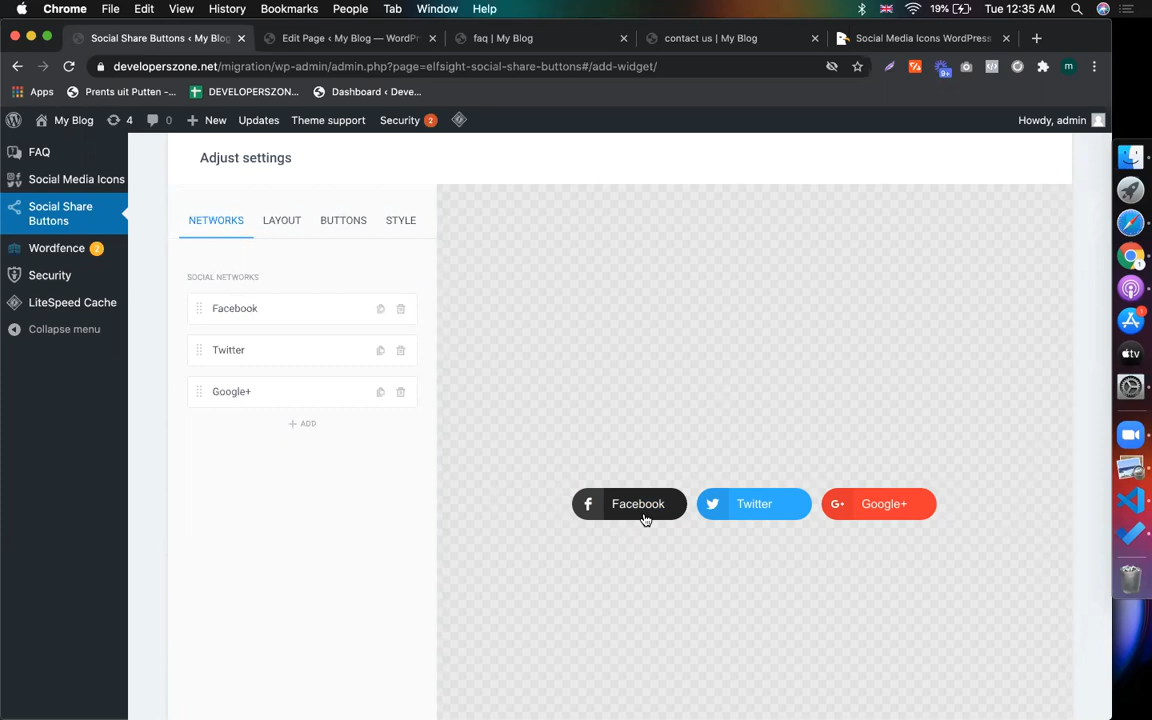 Chrome File Edit View History Bookmarks People Tab Window Help 19% Tue 12:35 AM
Social Share Buttons ‹ My Blog Edit Page ‹ My Blog — WordPr faq | My Blog contact us | My Blog Social Media Icons WordPress
developerszone.net/migration/wp-admin/admin.php?page=elfsight-social-share-buttons#/add-widget/ 9+ m
Apps Prents uit Putten -... DEVELOPERSZON... Dashboard ‹ Deve...
My Blog 4 0 New Updates Theme support Security 2 Howdy, admin
FAQ
Social Media Icons
Social Share Buttons
Wordfence 2
Security
LiteSpeed Cache
Collapse menu
Adjust settings
NETWORKS LAYOUT BUTTONS STYLE
SOCIAL NETWORKS
Facebook
Twitter
Google+
+ ADD
Facebook Twitter Google+
1
1
tv